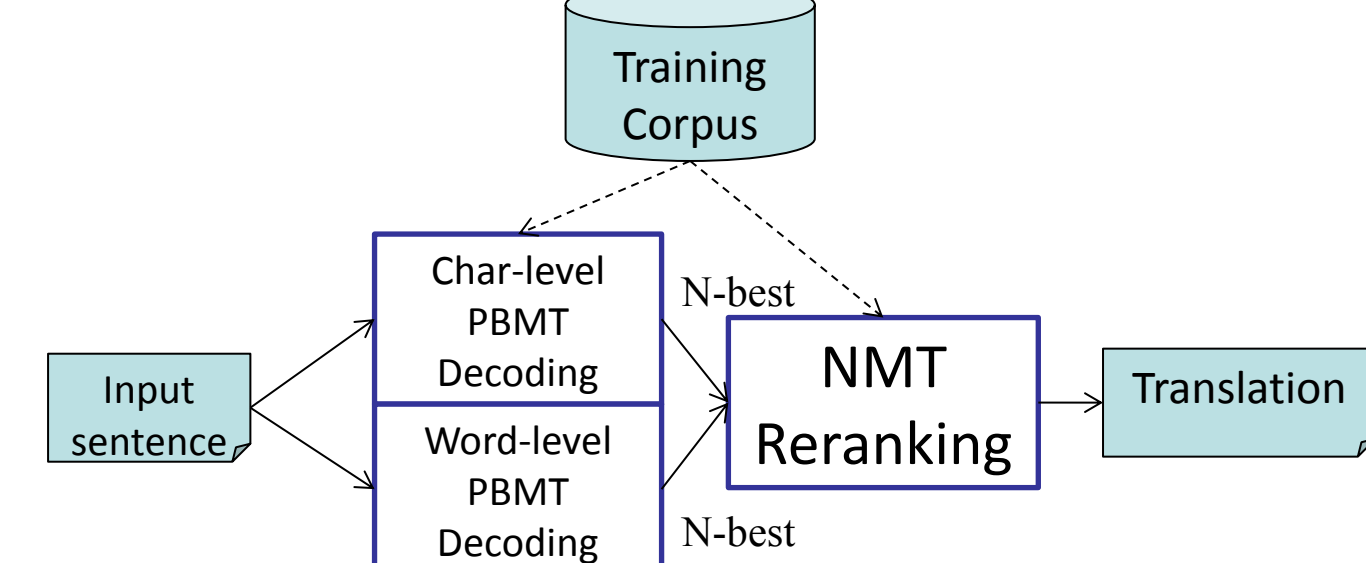 Training
Corpus
Char-level
PBMT
Decoding
N-best
Input
sentence
NMT
Reranking
Translation
Word-level
PBMT
Decoding
N-best